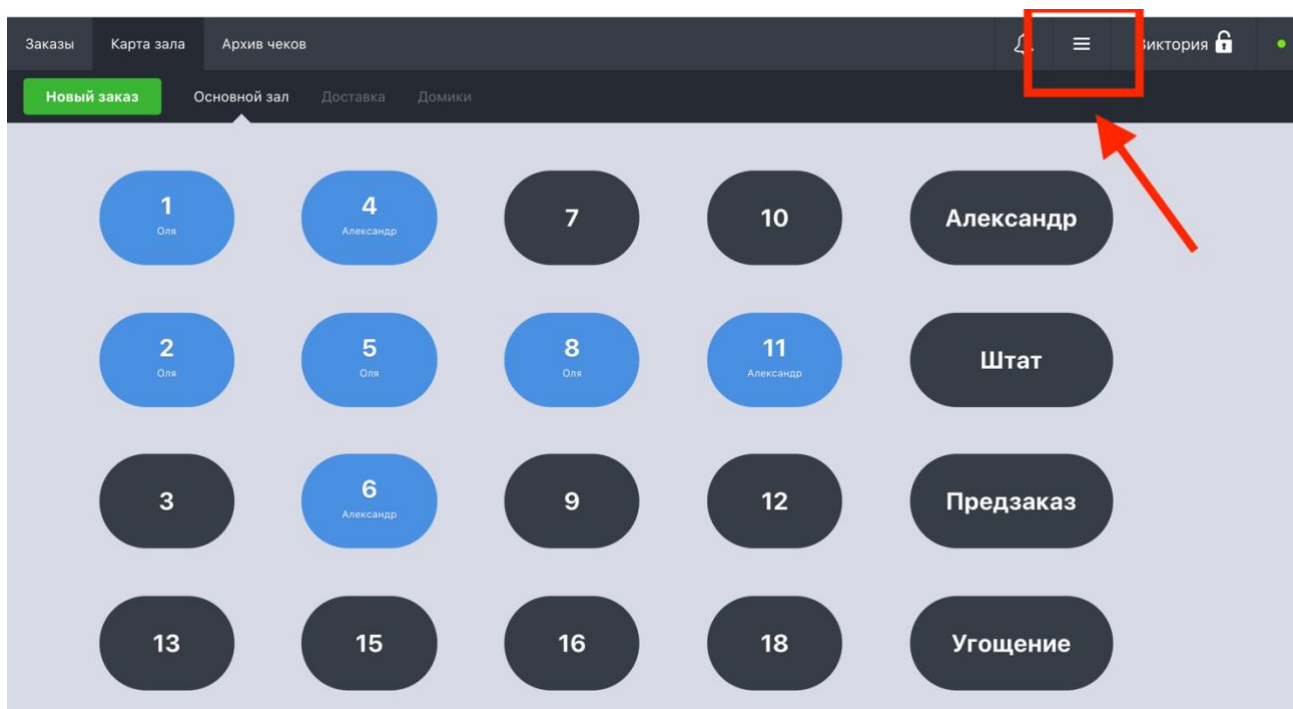 Заказы Карта зала Архив чеков иктория
Новый заказ Основной зал Доставка Домики
1 4 7 10 Александр
Оля Александр
2 5 8 11 Штат
Оля Оля Оля Александр
3 6 9 12 Предзаказ
Александр
13 15 16 18 Угощение